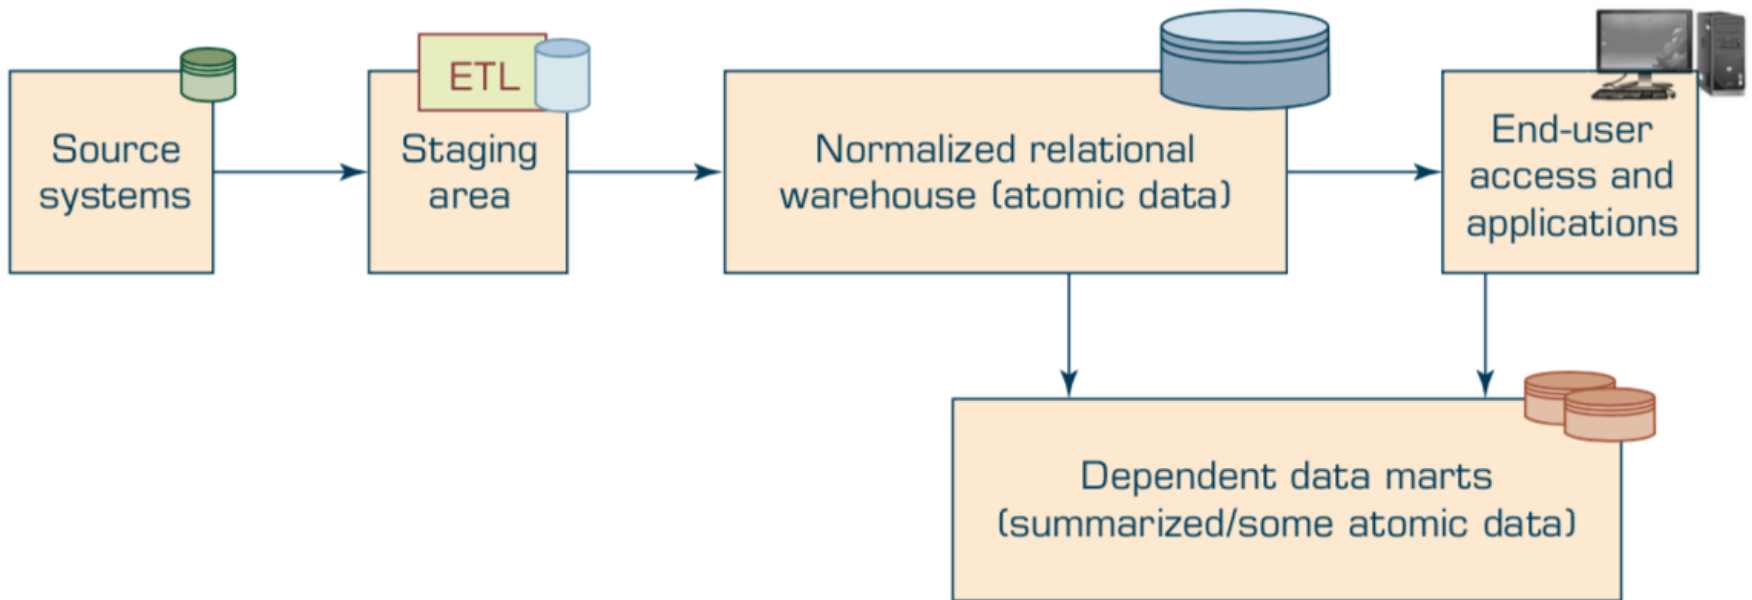 Source
systems
ETL
Staging
area
Normalized relational
warehouse (atomic data)
End-user
access and
applications
Dependent data marts
(summarized/some atomic data)